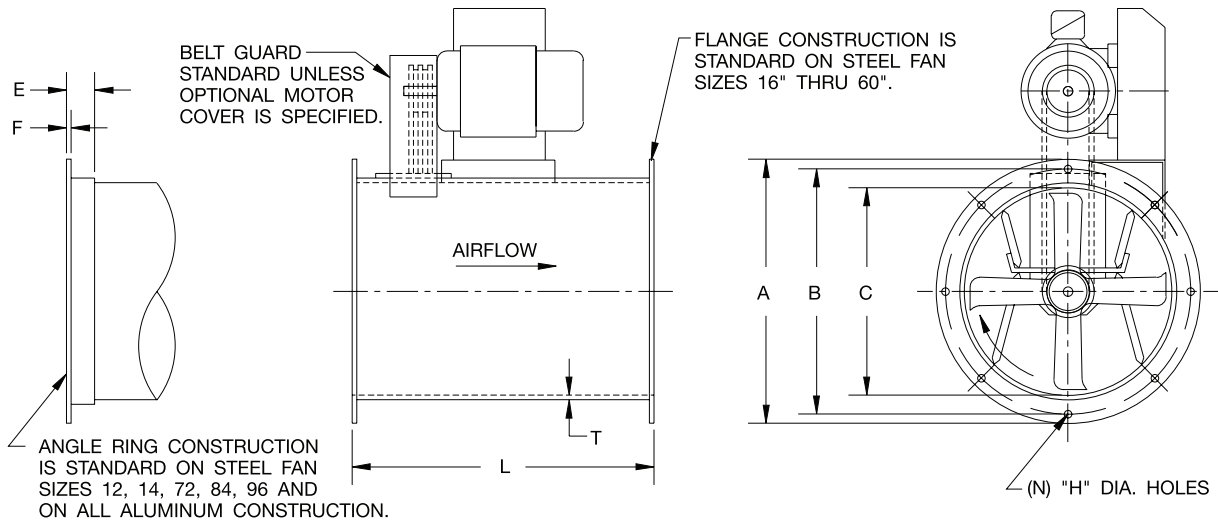 BELT GUARD
STANDARD UNLESS
OPTIONAL MOTOR
COVER IS SPECIFIED.
FLANGE CONSTRUCTION IS
STANDARD ON STEEL FAN
SIZES 16" THRU 60".
E
F
AIRFLOW
A
B
C
T
L
ANGLE RING CONSTRUCTION
IS STANDARD ON STEEL FAN
SIZES 12, 14, 72, 84, 96 AND
ON ALL ALUMINUM CONSTRUCTION.
(N) "H" DIA. HOLES